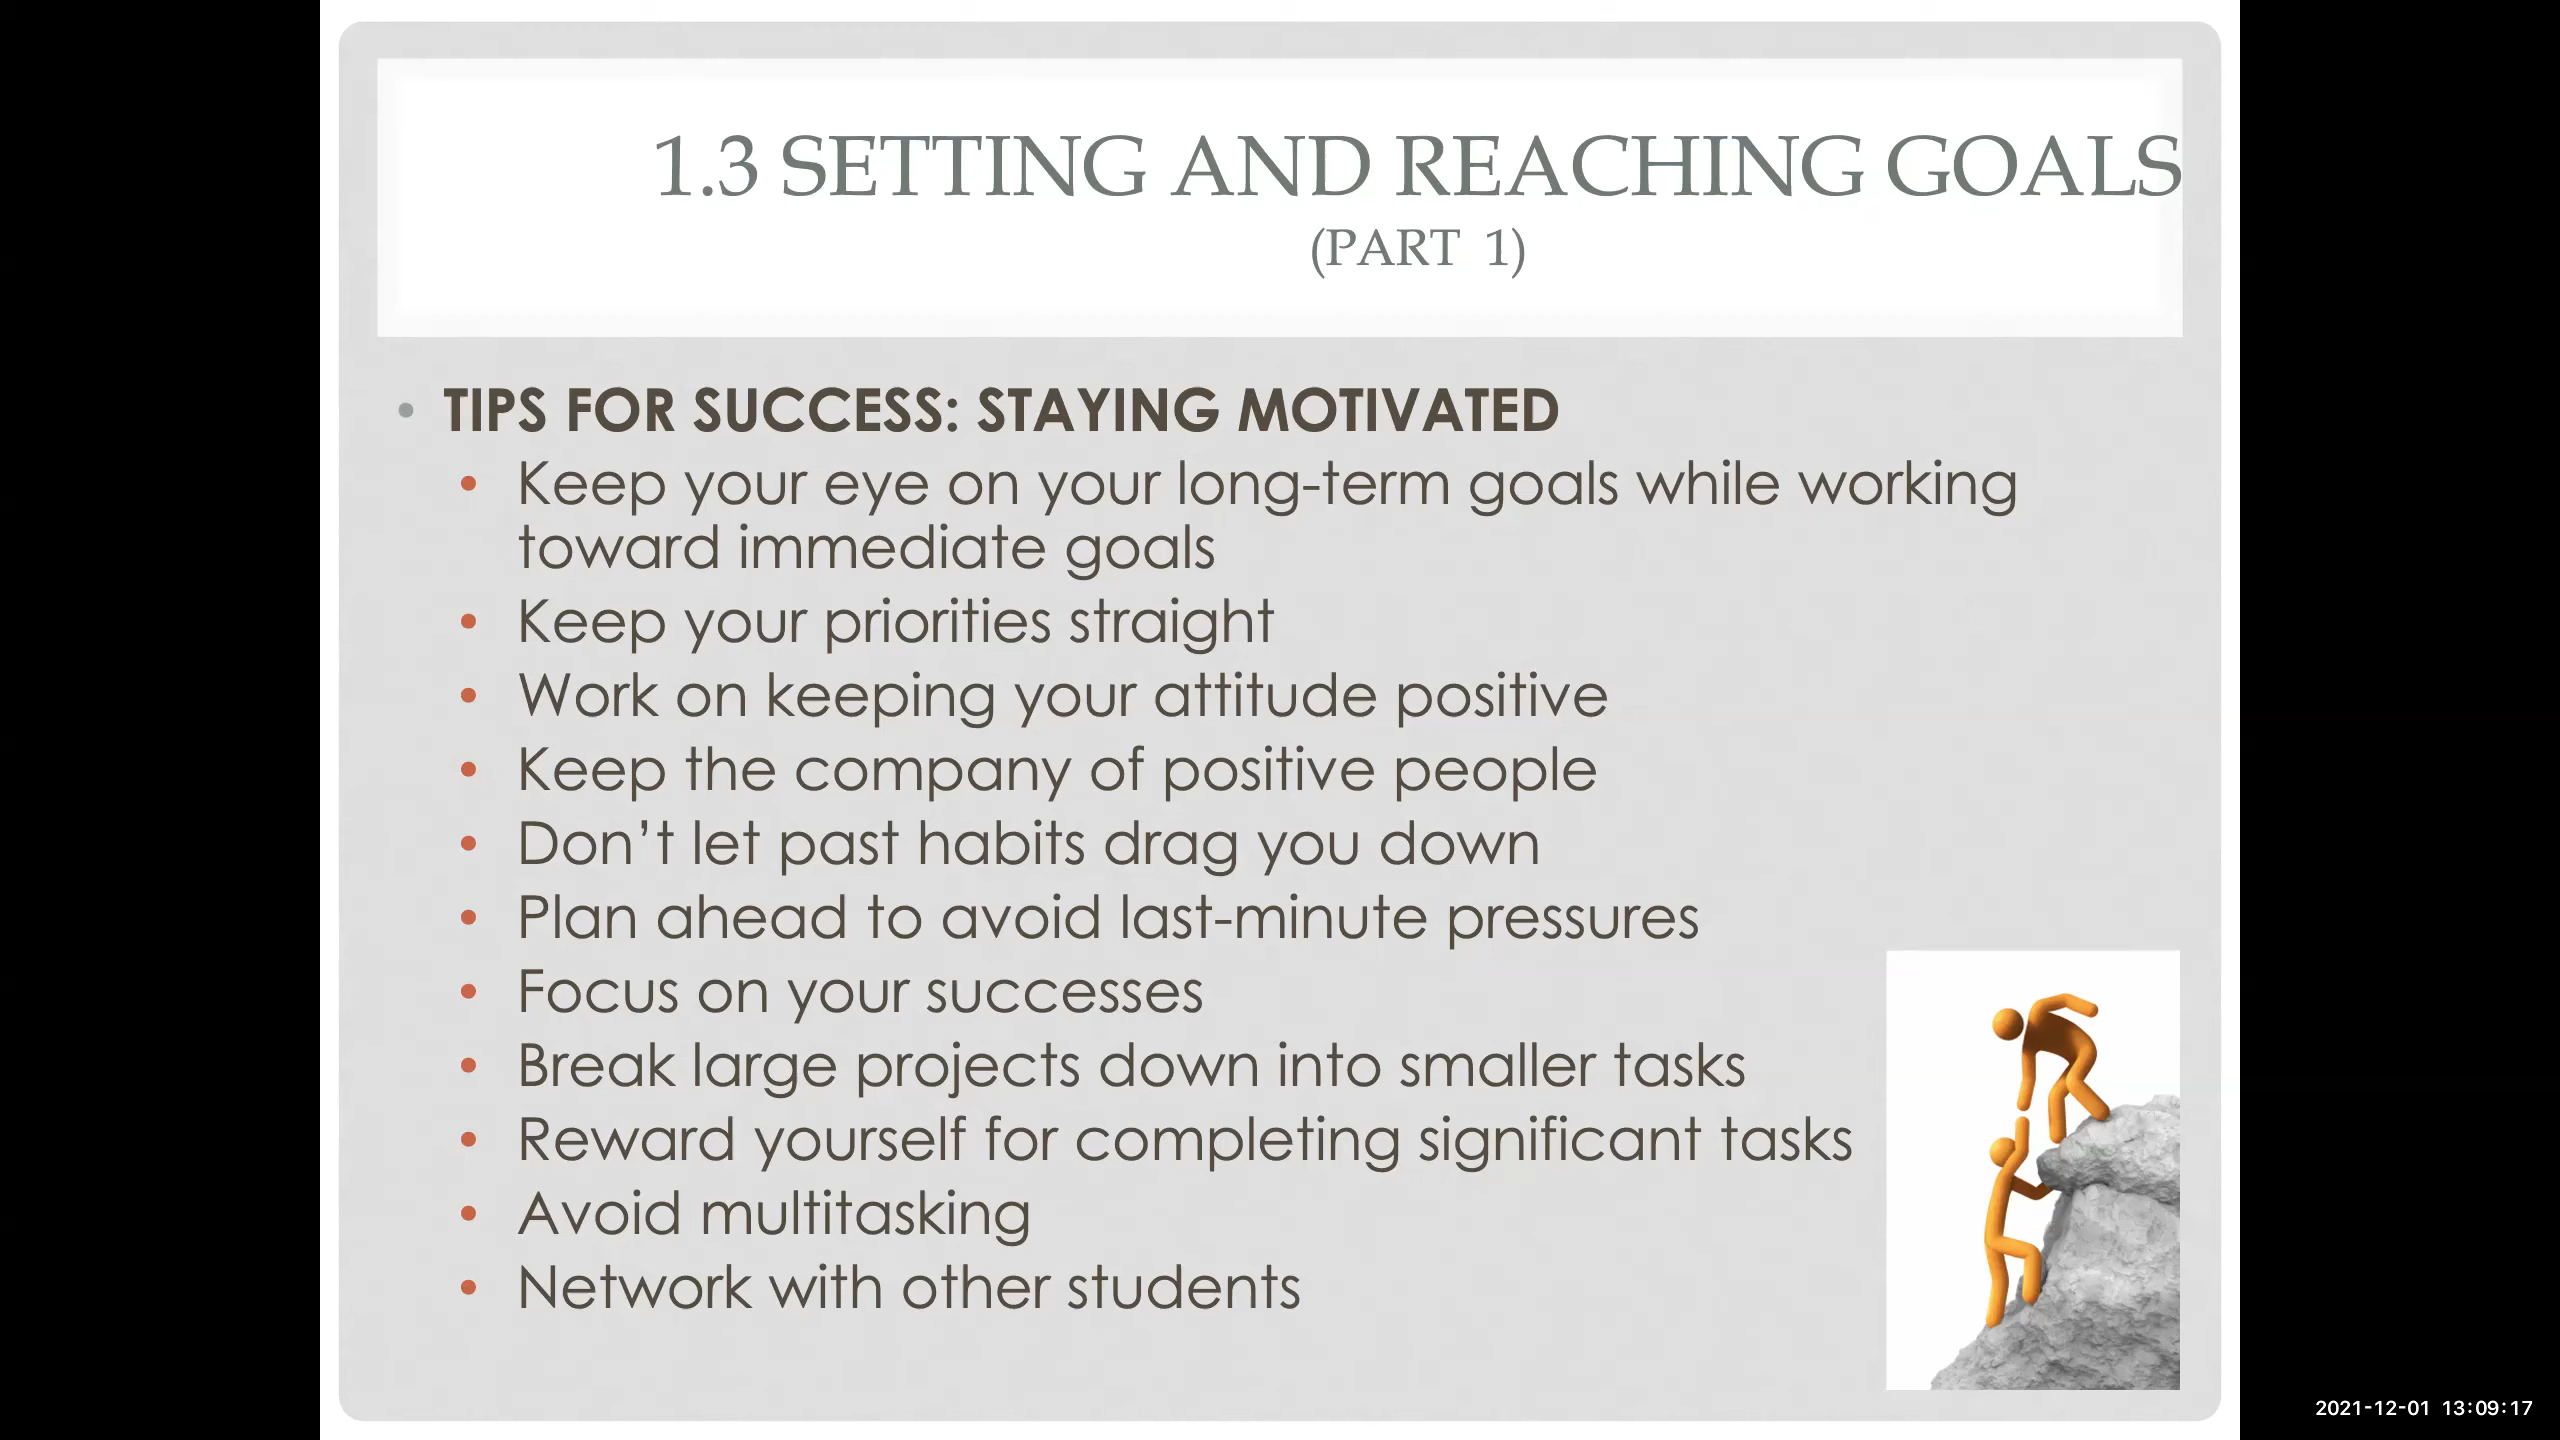 1.3 SETTING AND REACHING GOALS
(PART 1)
• TIPS FOR SUCCESS: STAYING MOTIVATED
• Keep your eye on your long-term goals while working
toward immediate goals
• Keep your priorities straight
• Work on keeping your attitude positive
• Keep the company of positive people
• Don’t let past habits drag you down
• Plan ahead to avoid last-minute pressures
• Focus on your successes
• Break large projects down into smaller tasks
• Reward yourself for completing significant tasks
• Avoid multitasking
• Network with other students
2021-12-01 13:09:17